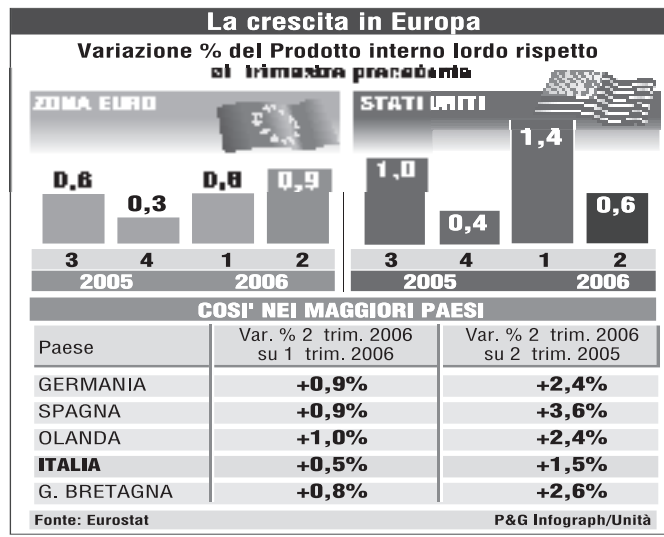 La crescita in Europa
Variazione % del Prodotto interno lordo rispetto
al trimestre precedente
ZONA EURO
STATI UNITI
0,6 0,3 0,8 0,9
1,0 0,4 1,4 0,6
3 4 1 2
3 4 1 2
2005 2006
2005 2006
COSI' NEI MAGGIORI PAESI
Paese
Var. % 2 trim. 2006
su 1 trim. 2006
Var. % 2 trim. 2006
su 2 trim. 2005
GERMANIA +0,9% +2,4%
SPAGNA +0,9% +3,6%
OLANDA +1,0% +2,4%
ITALIA +0,5% +1,5%
G. BRETAGNA +0,8% +2,6%
Fonte: Eurostat
P&G Infograph/Unità